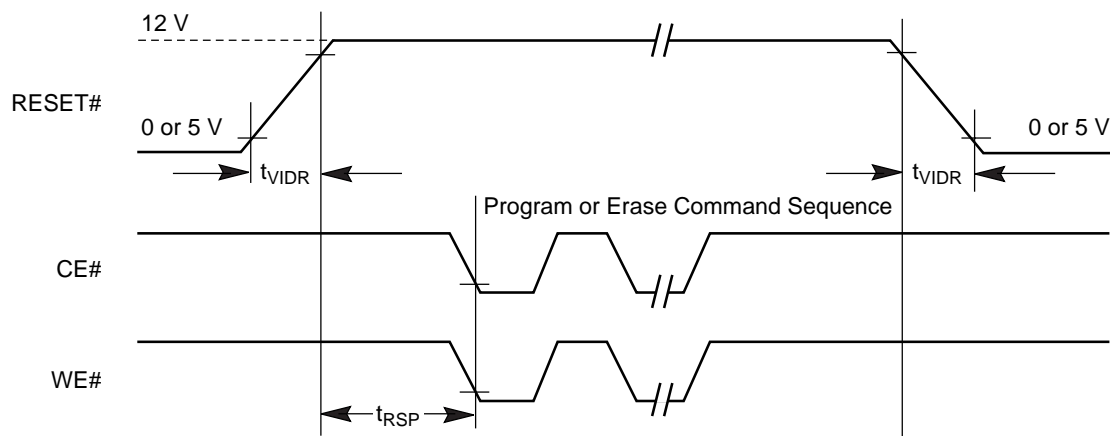 12 V
RESET#
0 or 5 V
0 or 5 V
tVIDR
tVIDR
Program or Erase Command Sequence
CE#
WE#
tRSP